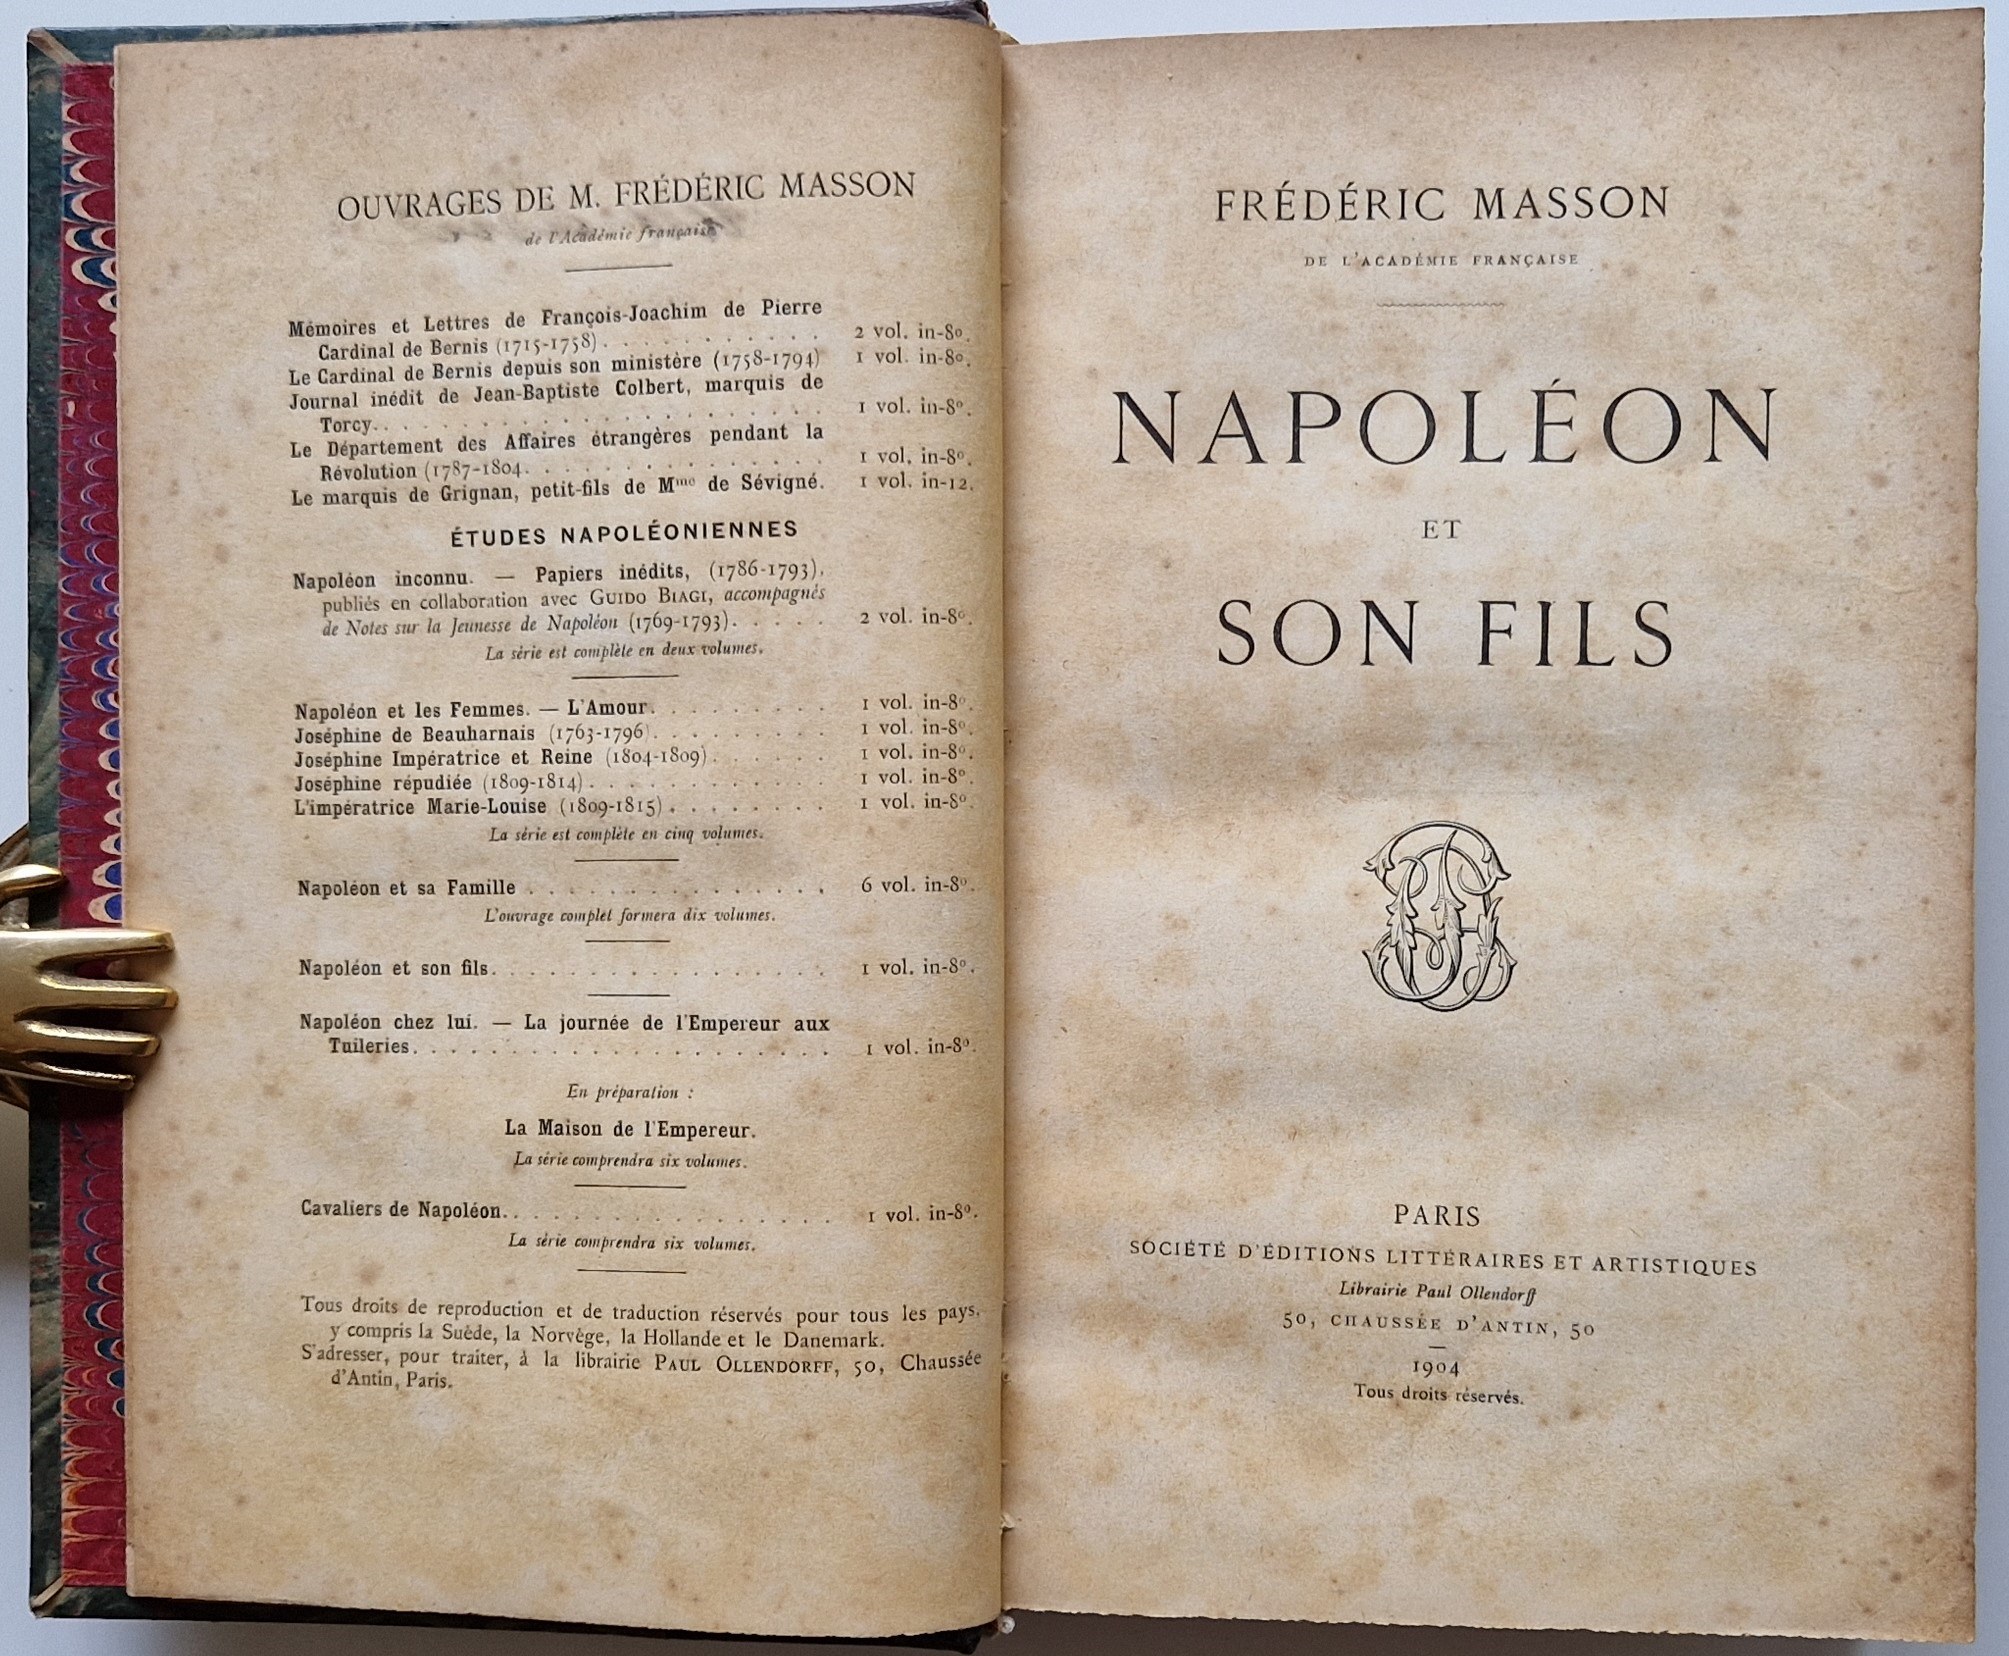 OUVRAGES DE M. FRÉDÉRIC MASSON
de l'Académie française
Mémoires et Lettres de François-Joachim de Pierre
Cardinal de Bernis (1715-1758). . . . . . . . . . . 2 vol. in-8o.
Le Cardinal de Bernis depuis son ministère (1758-1794) 1 vol. in-8o.
Journal inédit de Jean-Baptiste Colbert, marquis de
Torcy. . . . . . . . . . . . . . 1 vol. in-8º.
Le Département des Affaires étrangères pendant la
Révolution (1787-1804. . . . . . . . . . . . . 1 vol. in-8º.
Le marquis de Grignan, petit-fils de Mme de Sévigné. 1 vol. in-12.
ÉTUDES NAPOLÉONIENNES
Napoléon inconnu. — Papiers inédits, (1786-1793),
publiés en collaboration avec GUIDO BIAGI, accompagnés
de Notes sur la Jeunesse de Napoléon (1769-1793). . . . . 2 vol. in-8º.
La série est complète en deux volumes.
Napoléon et les Femmes. — L'Amour. . . . . . . . . 1 vol. in-8º.
Joséphine de Beauharnais (1763-1796). . . . . . . . . 1 vol. in-8º.
Joséphine Impératrice et Reine (1804-1809) . . . . . . 1 vol. in-8º.
Joséphine répudiée (1809-1814) . . . . . . . . . . . . 1 vol. in-8º.
L'impératrice Marie-Louise (1809-1815) . . . . . . . . 1 vol. in-8º.
La série est complète en cinq volumes.
Napoléon et sa Famille . . . . . . . . . . . . . . . 6 vol. in-8º.
L'ouvrage complet formera dix volumes.
Napoléon et son fils. . . . . . . . . . . . . . . . . 1 vol. in-8º.
Napoléon chez lui. — La journée de l'Empereur aux
Tuileries. . . . . . . . . . . . . . . . . . . . . 1 vol. in-8º.
En préparation :
La Maison de l'Empereur.
La série comprendra six volumes.
Cavaliers de Napoléon. . . . . . . . . . . . . . . . 1 vol. in-8º.
La série comprendra six volumes.
Tous droits de reproduction et de traduction réservés pour tous les pays,
y compris la Suède, la Norvège, la Hollande et le Danemark.
S'adresser, pour traiter, à la librairie PAUL OLLENDORFF, 50, Chaussée
d'Antin, Paris.
FRÉDÉRIC MASSON
DE L'ACADÉMIE FRANÇAISE
NAPOLÉON
ET
SON FILS
PARIS
SOCIÉTÉ D'ÉDITIONS LITTÉRAIRES ET ARTISTIQUES
Librairie Paul Ollendorff
50, CHAUSSÉE D'ANTIN, 50
1904
Tous droits réservés.